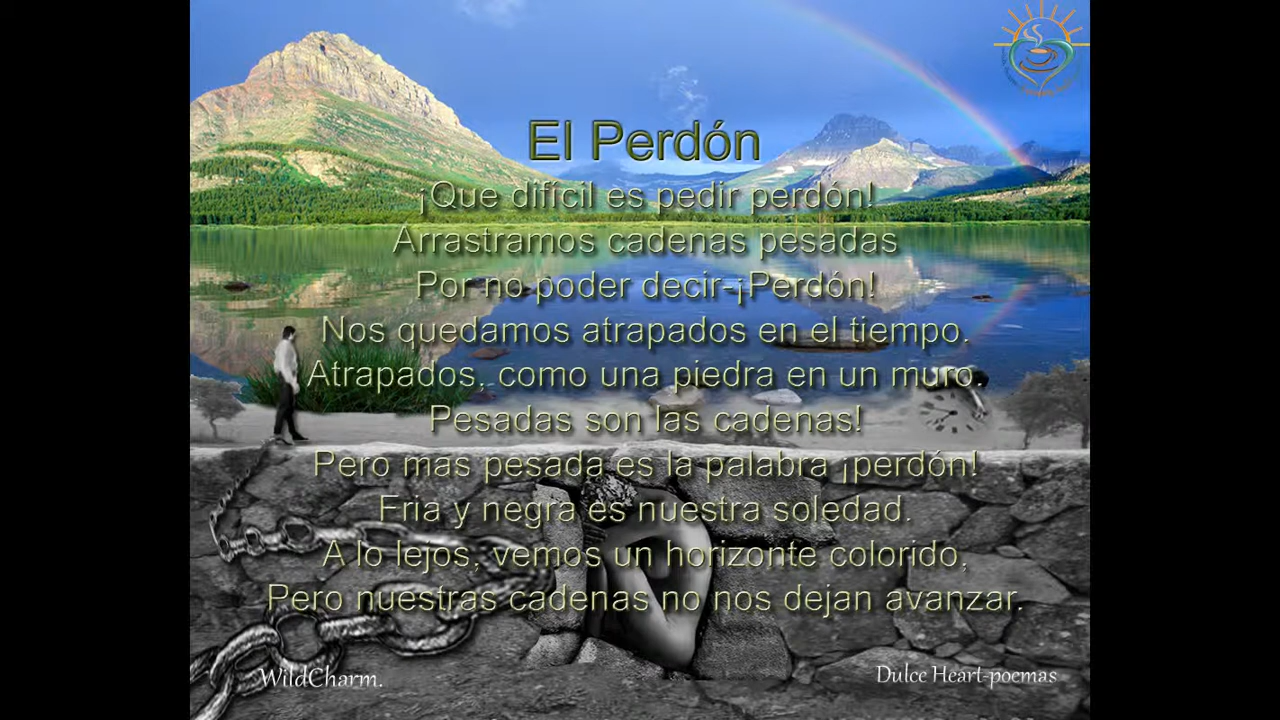 El Perdón
¡Que difícil es pedir perdón!
Arrastramos cadenas pesadas
Por no poder decir-¡Perdón!
Nos quedamos atrapados en el tiempo.
Atrapados, como una piedra en un muro.
Pesadas son las cadenas!
Pero mas pesada es la palabra ¡perdón!
Fria y negra es nuestra soledad.
A lo lejos, vemos un horizonte colorido,
Pero nuestras cadenas no nos dejan avanzar.
WildCharm.
Dulce Heart-poemas